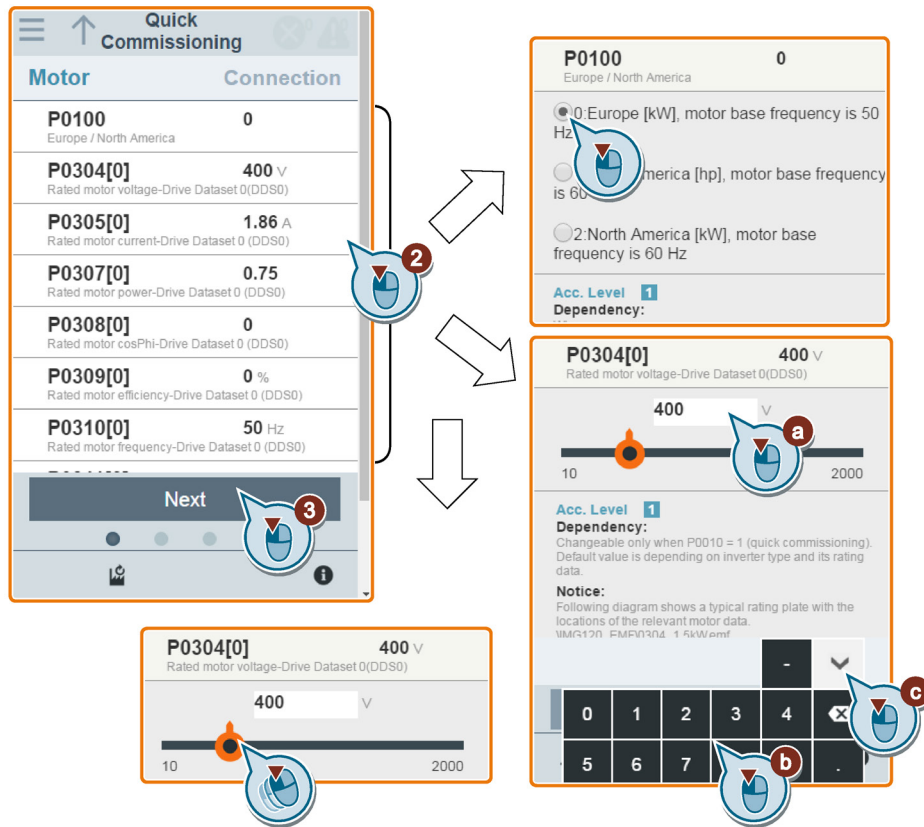 Quick
Commissioning
Motor
Connection
P0100 0
Europe / North America
P0304[0] 400 V
Rated motor voltage-Drive Dataset 0(DDS0)
P0305[0] 1.86 A
Rated motor current-Drive Dataset 0 (DDS0)
P0307[0] 0.75
Rated motor power-Drive Dataset 0 (DDS0)
P0308[0] 0
Rated motor cosPhi-Drive Dataset 0 (DDS0)
P0309[0] 0 %
Rated motor efficiency-Drive Dataset 0 (DDS0)
P0310[0] 50 Hz
Rated motor frequency-Drive Dataset 0 (DDS0)
Next
2
3
P0100 0
Europe / North America
0:Europe [kW], motor base frequency is 50
Hz
merica [hp], motor base frequency
is 60
2:North America [kW], motor base
frequency is 60 Hz
Acc. Level 1
Dependency:
P0304[0] 400 V
Rated motor voltage-Drive Dataset 0(DDS0)
400 V
a
10 2000
Acc. Level 1
Dependency:
Changeable only when P0010 = 1 (quick commissioning).
Default value is depending on inverter type and its rating
data.
Notice:
Following diagram shows a typical rating plate with the
locations of the relevant motor data.
\IMG120_EMF\0304_1.5kW.emf
-
c
0 1 2 3 4
5 6 7 .
b
P0304[0] 400 V
Rated motor voltage-Drive Dataset 0(DDS0)
400 V
10 2000